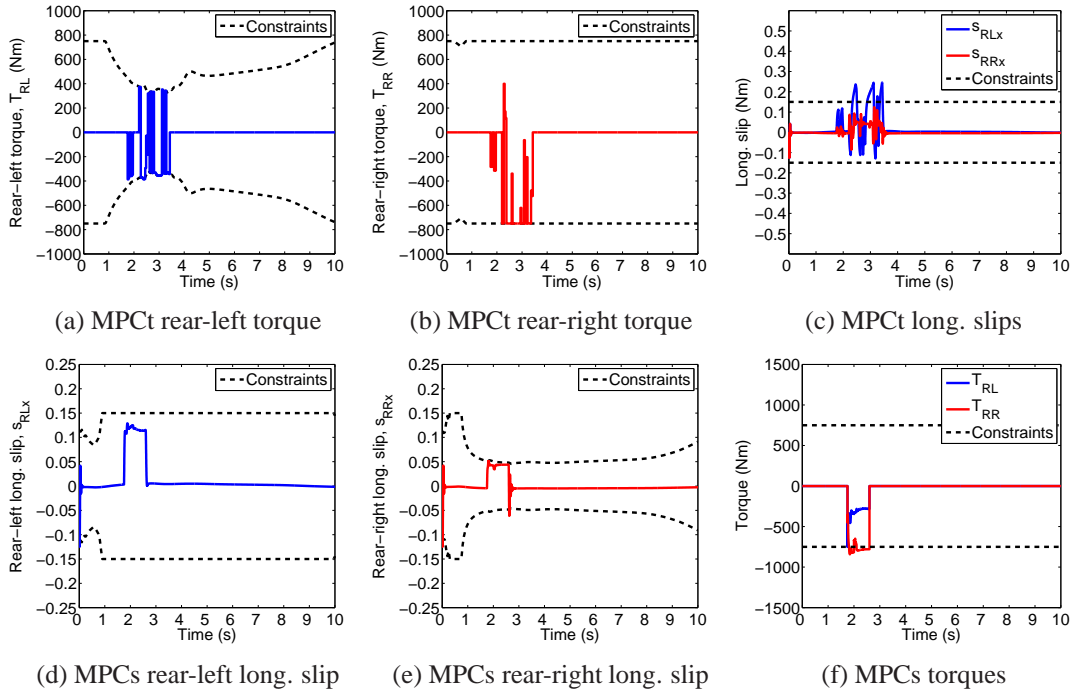 1000
800
600
400
200
0
−200
−400
−600
−800
−1000
Rear−left torque, T_RL (Nm)
Constraints
0 1 2 3 4 5 6 7 8 9 10
Time (s)
(a) MPCt rear-left torque
1000
800
600
400
200
0
−200
−400
−600
−800
−1000
Rear−right torque, T_RR (Nm)
Constraints
0 1 2 3 4 5 6 7 8 9 10
Time (s)
(b) MPCt rear-right torque
0.5
0.4
0.3
0.2
0.1
0
−0.1
−0.2
−0.3
−0.4
−0.5
Long. slip (Nm)
s_RLx
s_RRx
Constraints
0 1 2 3 4 5 6 7 8 9 10
Time (s)
(c) MPCt long. slips
0.25
0.2
0.15
0.1
0.05
0
−0.05
−0.1
−0.15
−0.2
−0.25
Rear−left long. slip, s_RLx
Constraints
0 1 2 3 4 5 6 7 8 9 10
Time (s)
(d) MPCs rear-left long. slip
0.25
0.2
0.15
0.1
0.05
0
−0.05
−0.1
−0.15
−0.2
−0.25
Rear−right long. slip, s_RRx
Constraints
0 1 2 3 4 5 6 7 8 9 10
Time (s)
(e) MPCs rear-right long. slip
1500
1000
500
0
−500
−1000
−1500
Torque (Nm)
T_RL
T_RR
Constraints
0 1 2 3 4 5 6 7 8 9 10
Time (s)
(f) MPCs torques